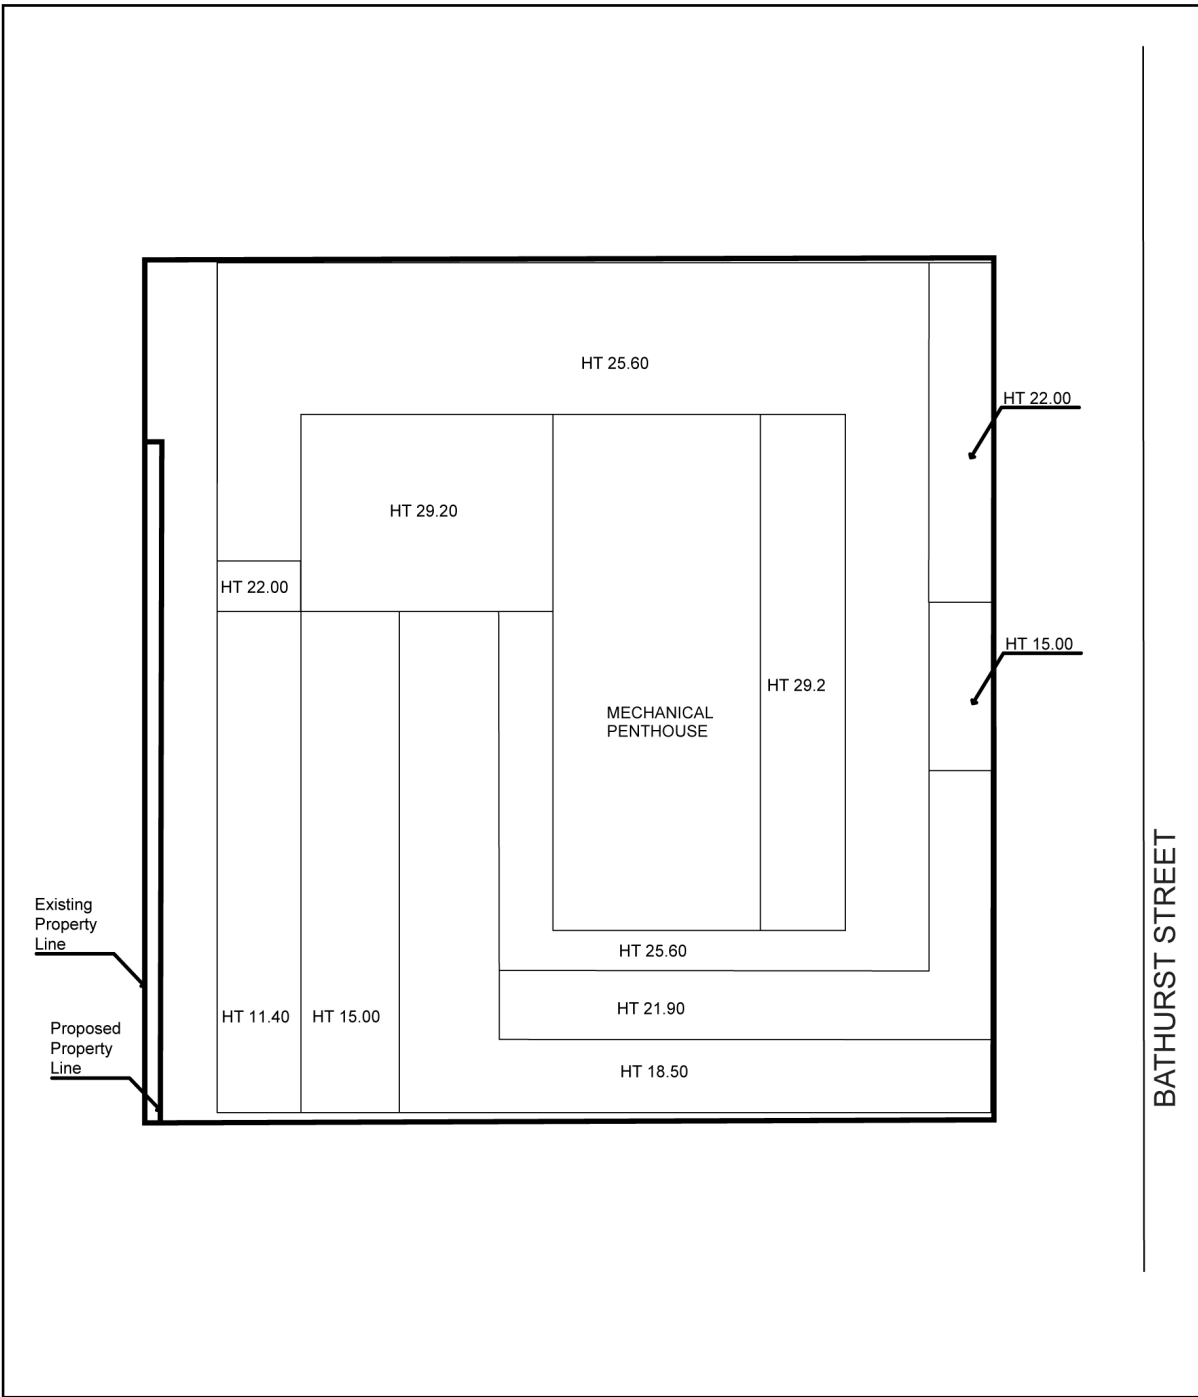 HT 25.60
HT 22.00
HT 29.20
HT 22.00
HT 15.00
HT 29.2
MECHANICAL
PENTHOUSE
BATHURST STREET
Existing
Property
Line
HT 25.60
HT 21.90
HT 11.40
HT 15.00
Proposed
Property
Line
HT 18.50